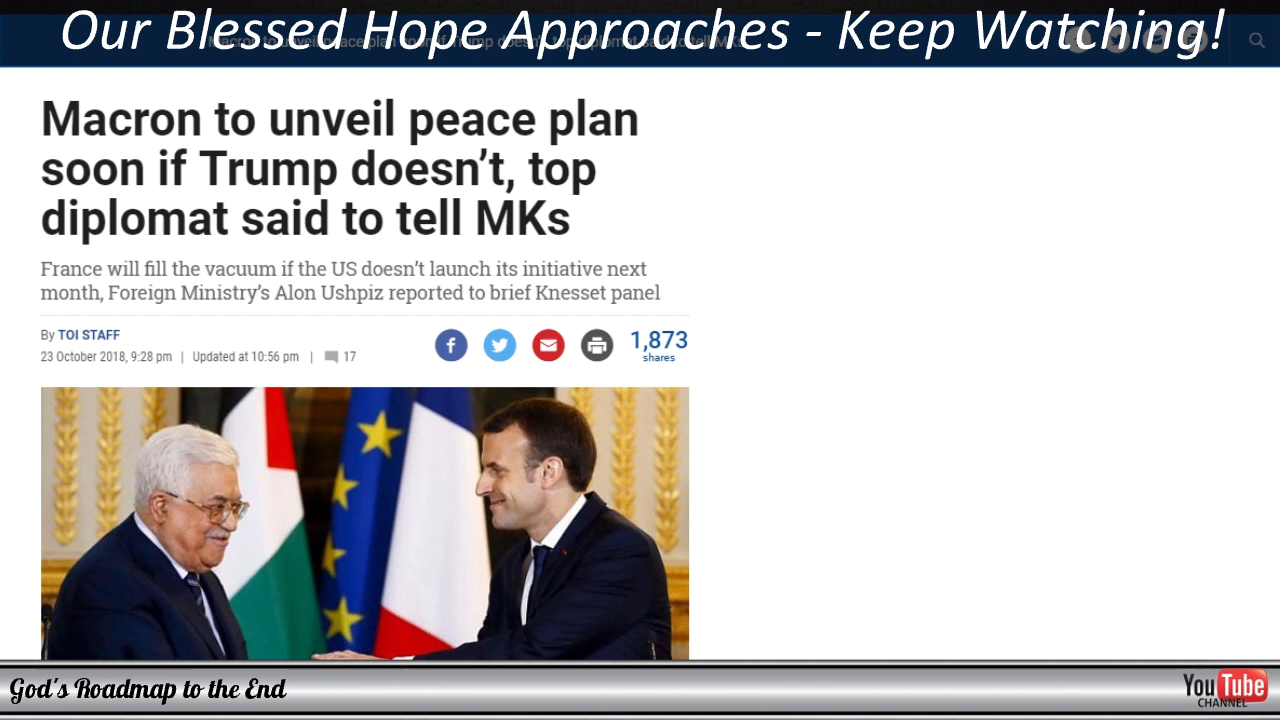 Our Blessed Hope Approaches - Keep Watching!
Macron to unveil peace plan
soon if Trump doesn’t, top
diplomat said to tell MKs
France will fill the vacuum if the US doesn’t launch its initiative next
month, Foreign Ministry’s Alon Ushpiz reported to brief Knesset panel
By TOI STAFF
23 October 2018, 9:28 pm | Updated at 10:56 pm | 17
1,873
shares
God's Roadmap to the End
YouTube
CHANNEL